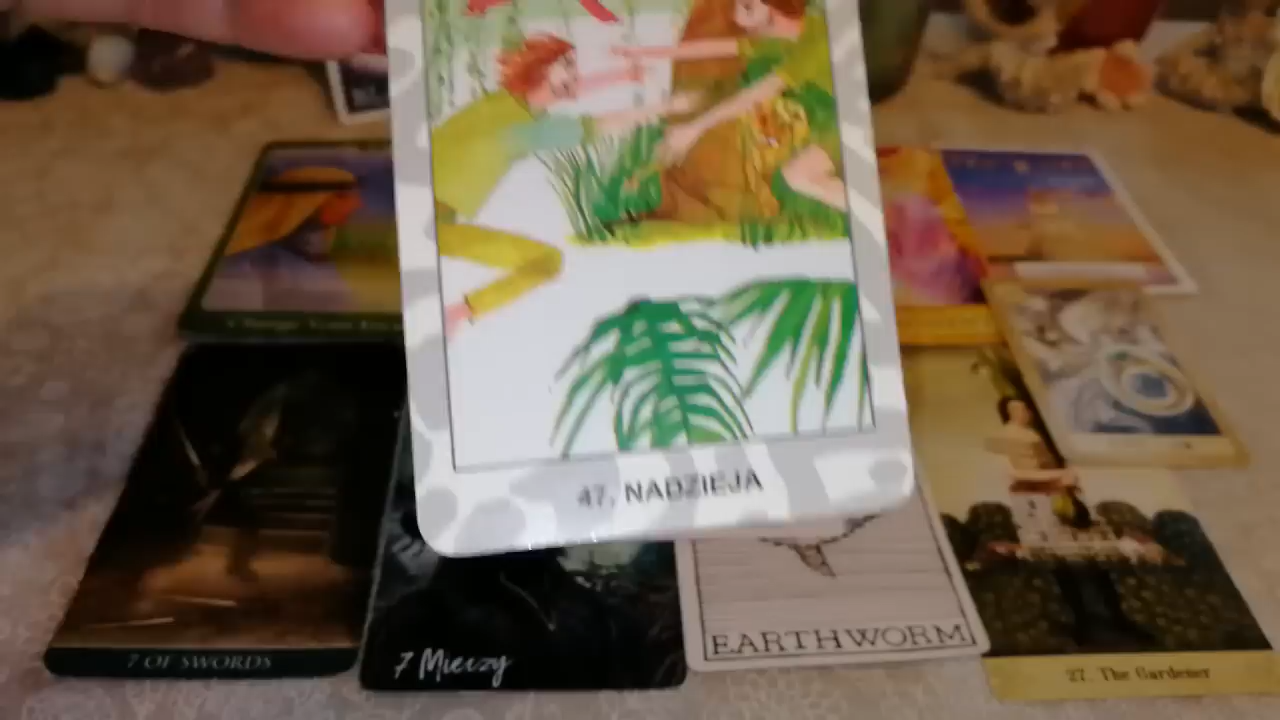 47. NADZIEJA
7 OF SWORDS
7 Mieczy
EARTHWORM
27. The Gardener